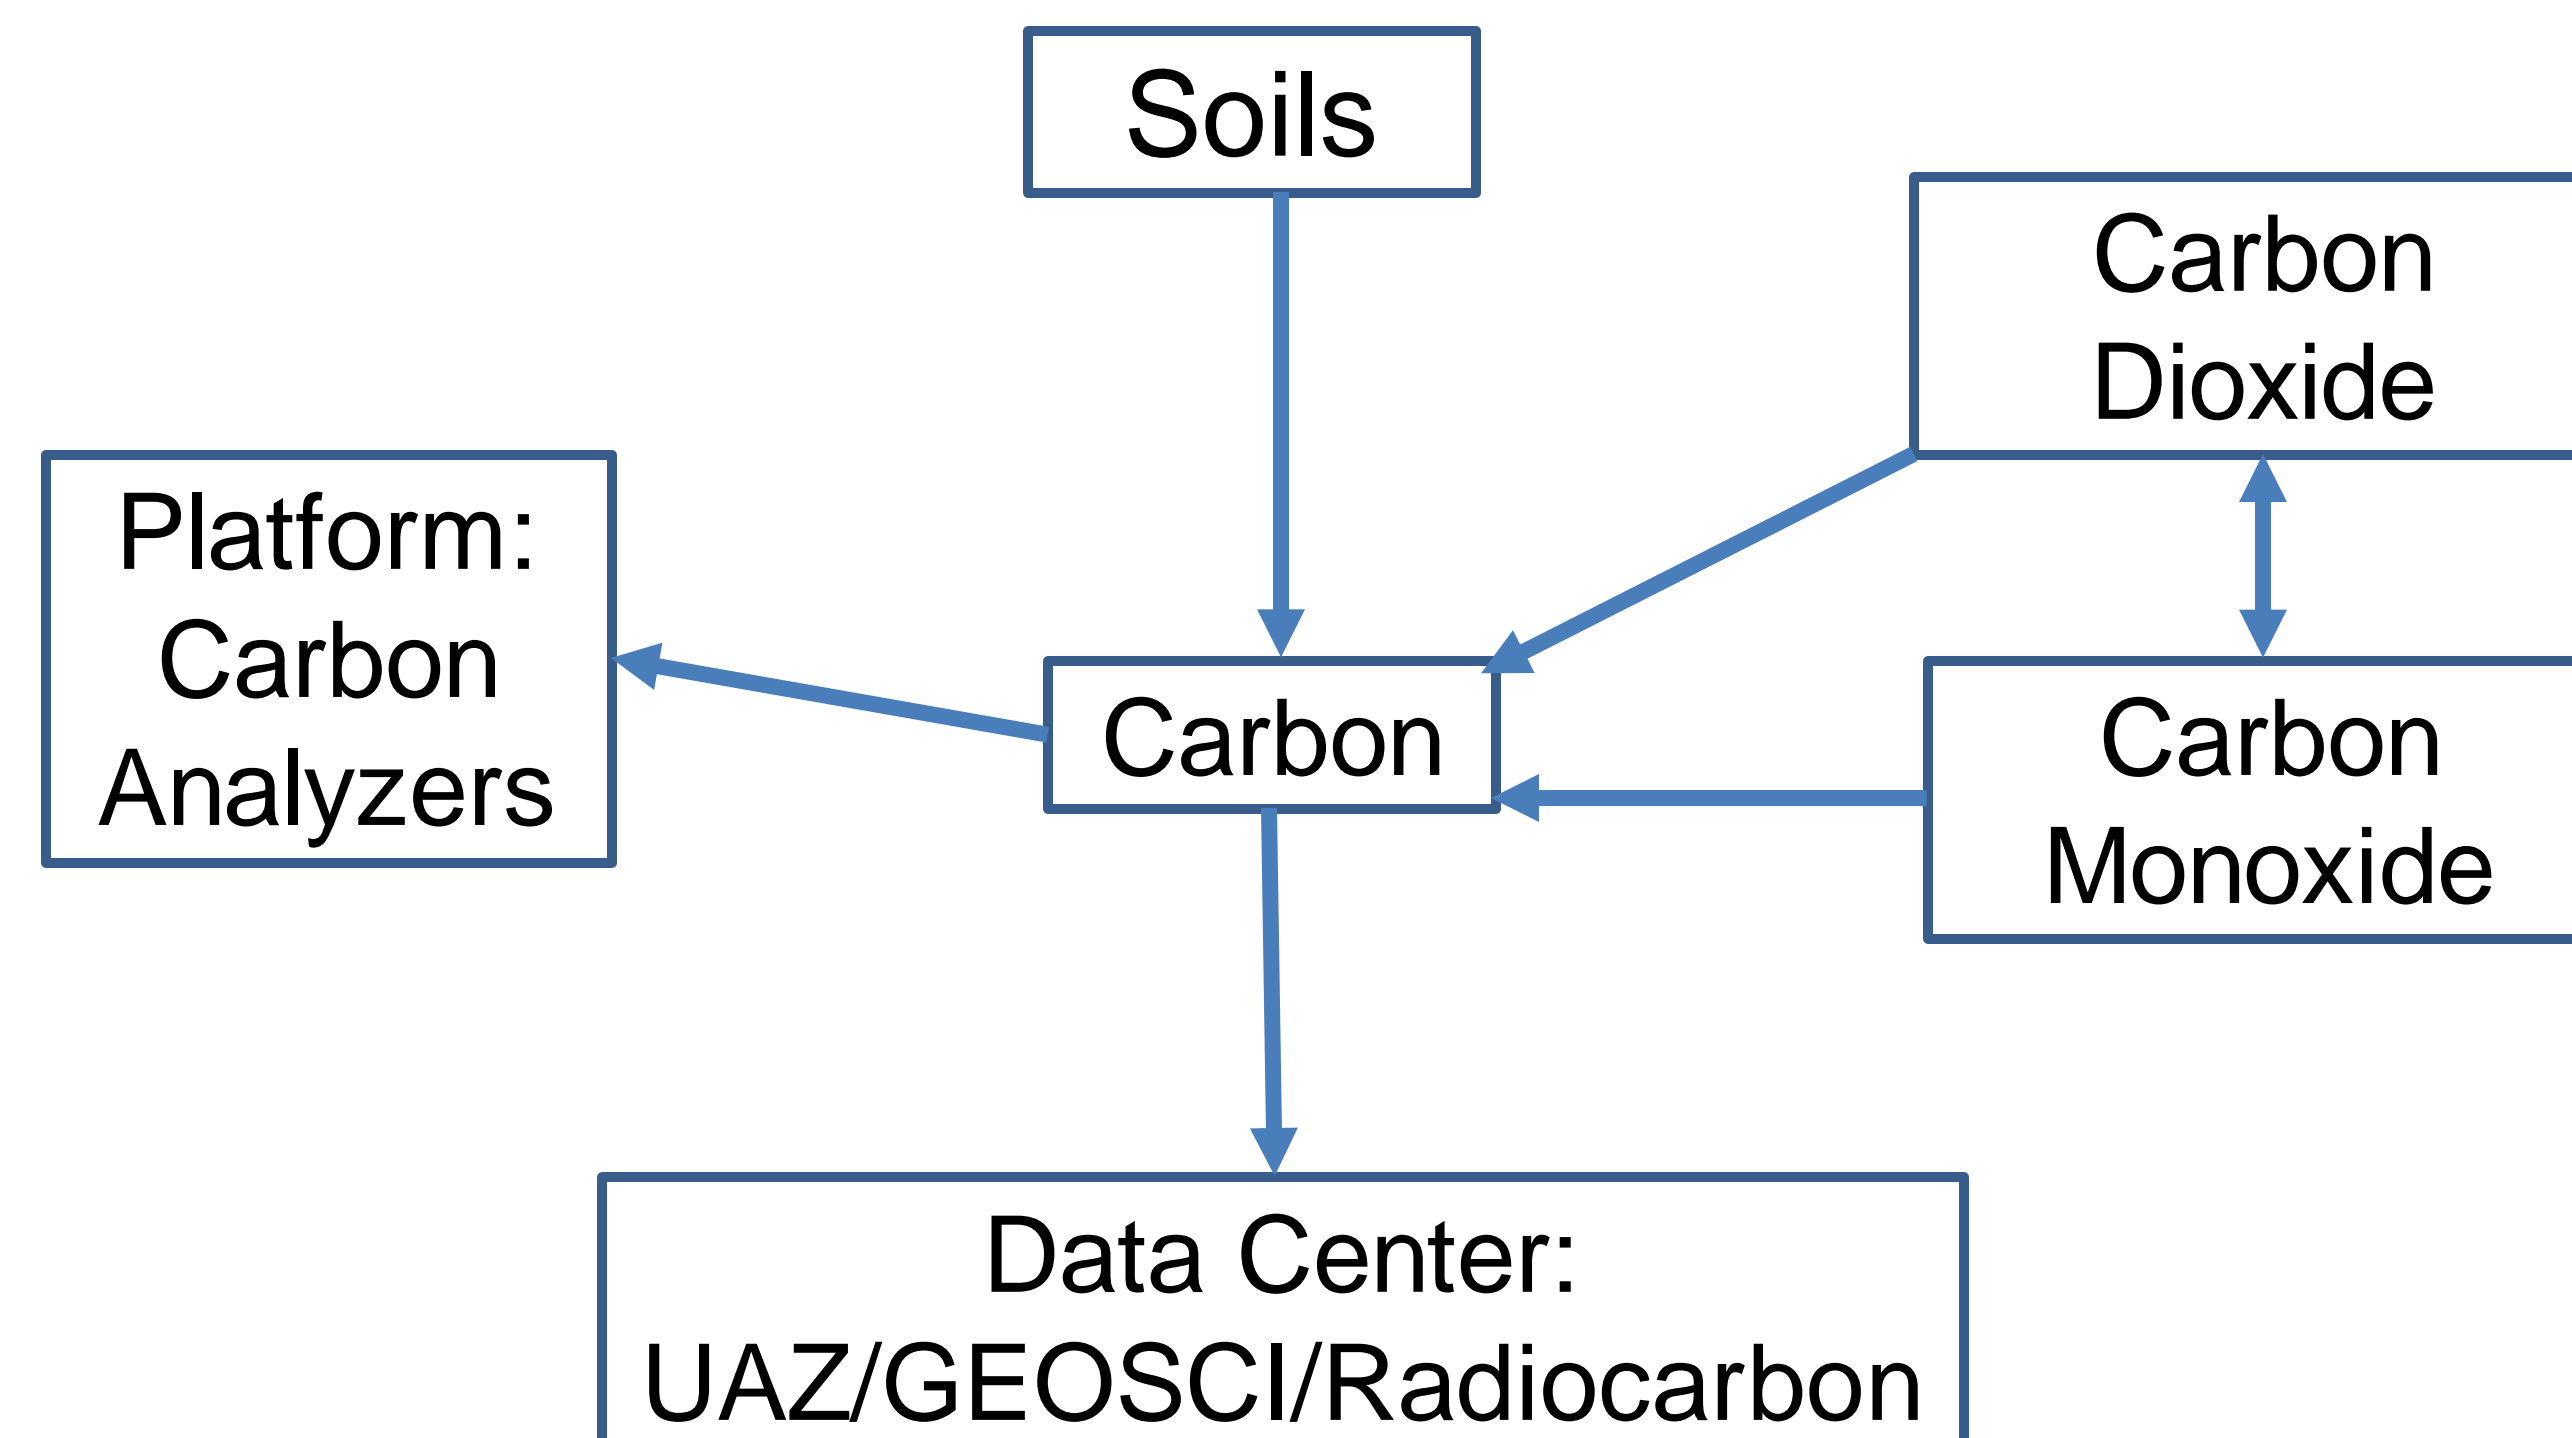 Soils
Carbon
Dioxide
Platform:
Carbon
Analyzers
Carbon
Carbon
Monoxide
Data Center:
UAZ/GEOSCI/Radiocarbon